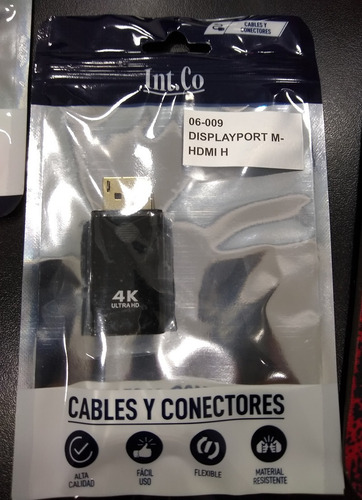 CABLES Y
CONECTORES
Int.Co
06-009
DISPLAYPORT M-
HDMI H
4K
ULTRA HD
CABLES Y CONECTORES
ALTA
CALIDAD
FÁCIL
USO
FLEXIBLE
MATERIAL
RESISTENTE